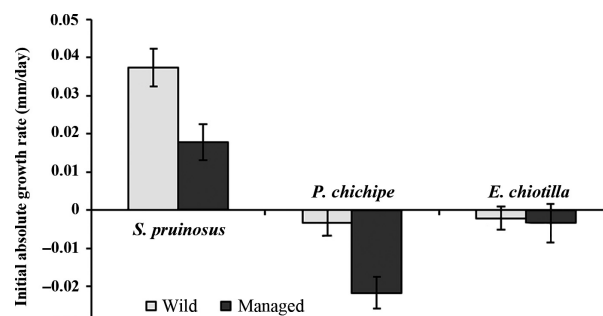 Initial absolute growth rate (mm/day)
0.05
0.04
0.03
0.02
0.01
0
−0.01
−0.02
S. pruinosus
P. chichipe
E. chiotilla
Wild
Managed